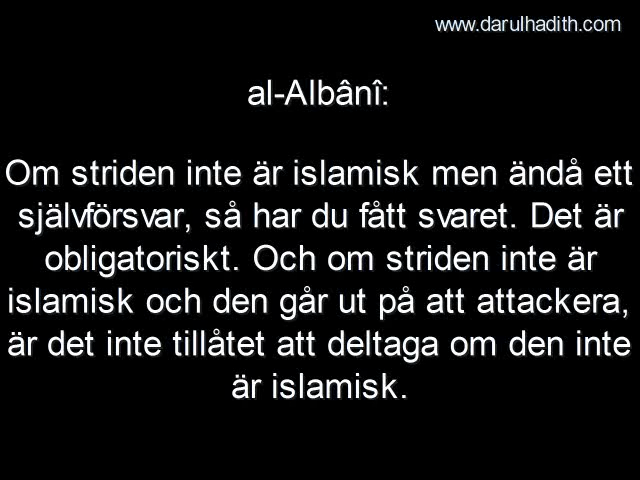 www.darulhadith.com
al-Albânî:
Om striden inte är islamisk men ändå ett
självförsvar, så har du fått svaret. Det är
obligatoriskt. Och om striden inte är
islamisk och den går ut på att attackera,
är det inte tillåtet att deltaga om den inte
är islamisk.